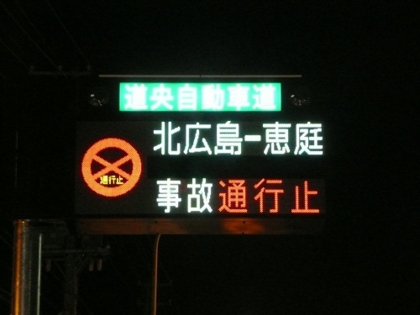 道央自動車道
北広島-恵庭
通行止
事故通行止